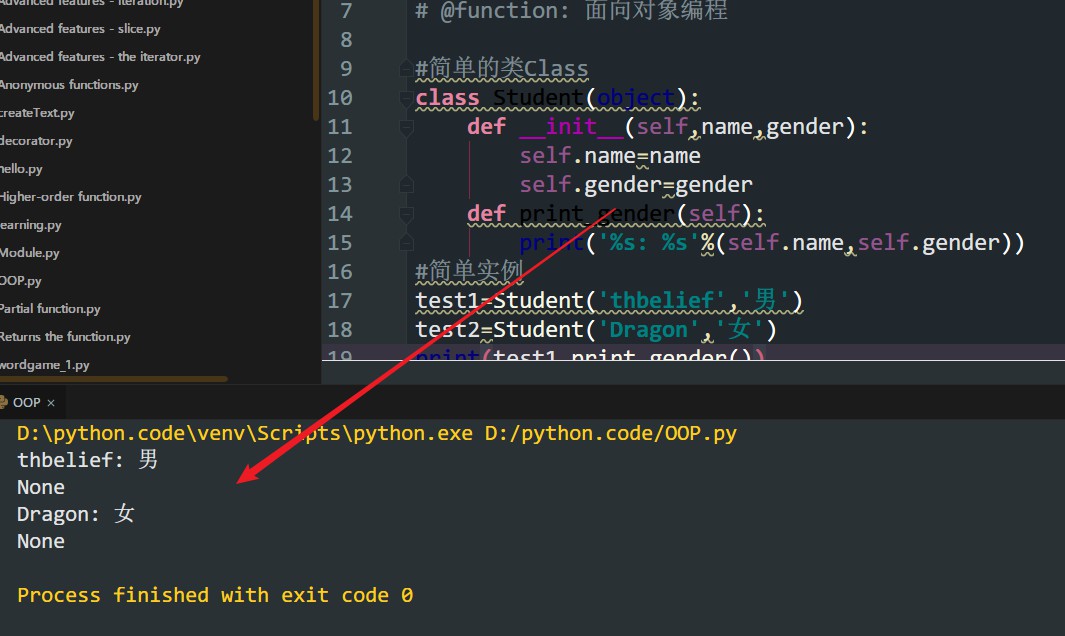 Advanced features - iteration.py
Advanced features - slice.py
Advanced features - the iterator.py
Anonymous functions.py
createText.py
decorator.py
hello.py
Higher-order function.py
learning.py
Module.py
OOP.py
Partial function.py
Returns the function.py
wordgame_1.py
7 # @function: 面向对象编程
8
9 #简单的类Class
10 class Student(object):
11 def __init__(self,name,gender):
12 self.name=name
13 self.gender=gender
14 def print_gender(self):
15 print('%s: %s'%(self.name,self.gender))
16 #简单实例
17 test1=Student('thbelief','男')
18 test2=Student('Dragon','女')
19 print(test1.print_gender())
OOP ×
D:\python.code\venv\Scripts\python.exe D:/python.code/OOP.py
thbelief: 男
None
Dragon: 女
None
Process finished with exit code 0